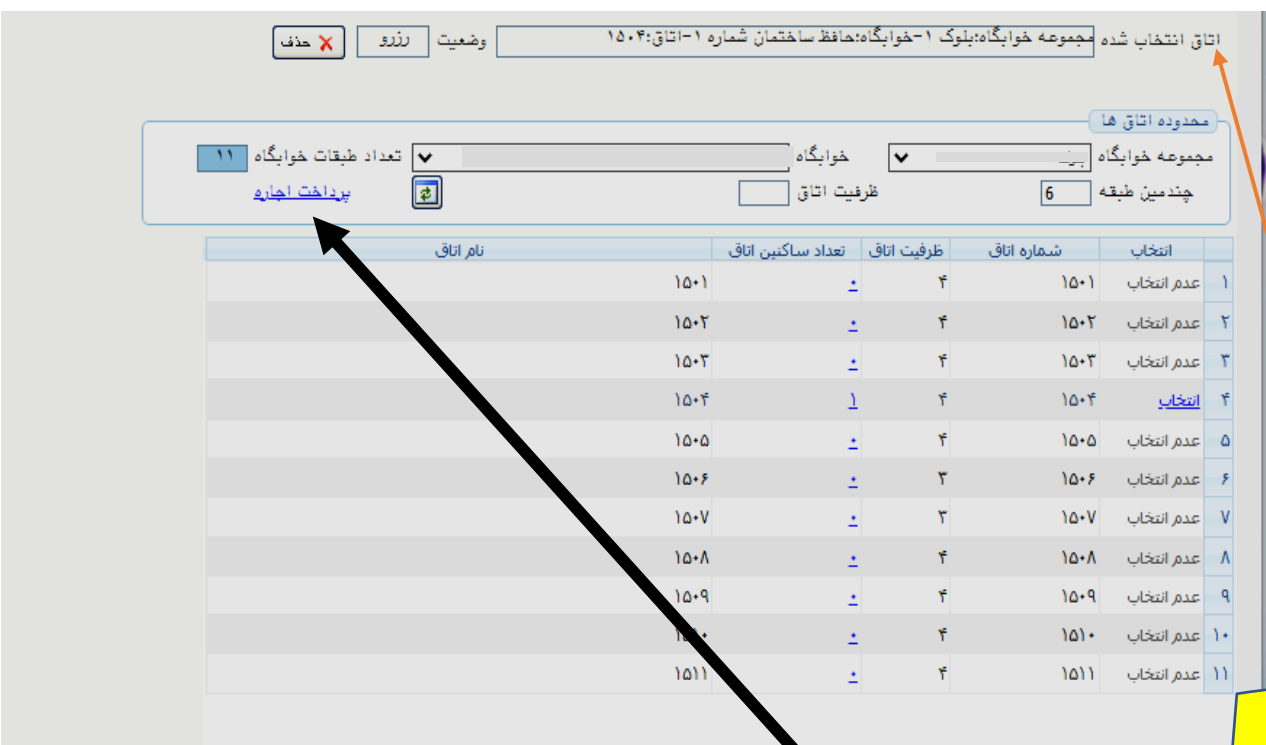 اتاق انتخاب شده مجموعه خوابگاه:بلوک ۱-خوابگاه:حافظ ساختمان شماره ۱-اتاق:۱۵۰۴ وضعیت رزرو حذف
محدوده اتاق ها
مجموعه خوابگاه خوابگاه تعداد طبقات خوابگاه ۱۱
چندمین طبقه 6 ظرفیت اتاق پرداخت اجاره
انتخاب شماره اتاق ظرفیت اتاق تعداد ساکنین اتاق نام اتاق
۱ عدم انتخاب ۱۵۰۱ ۴ ۰ ۱۵۰۱
۲ عدم انتخاب ۱۵۰۲ ۴ ۰ ۱۵۰۲
۳ عدم انتخاب ۱۵۰۳ ۴ ۰ ۱۵۰۳
۴ انتخاب ۱۵۰۴ ۴ ۱ ۱۵۰۴
۵ عدم انتخاب ۱۵۰۵ ۴ ۰ ۱۵۰۵
۶ عدم انتخاب ۱۵۰۶ ۳ ۰ ۱۵۰۶
۷ عدم انتخاب ۱۵۰۷ ۳ ۰ ۱۵۰۷
۸ عدم انتخاب ۱۵۰۸ ۴ ۰ ۱۵۰۸
۹ عدم انتخاب ۱۵۰۹ ۴ ۰ ۱۵۰۹
۱۰ عدم انتخاب ۱۵۱۰ ۴ ۰
۱۱ عدم انتخاب ۱۵۱۱ ۴ ۰ ۱۵۱۱